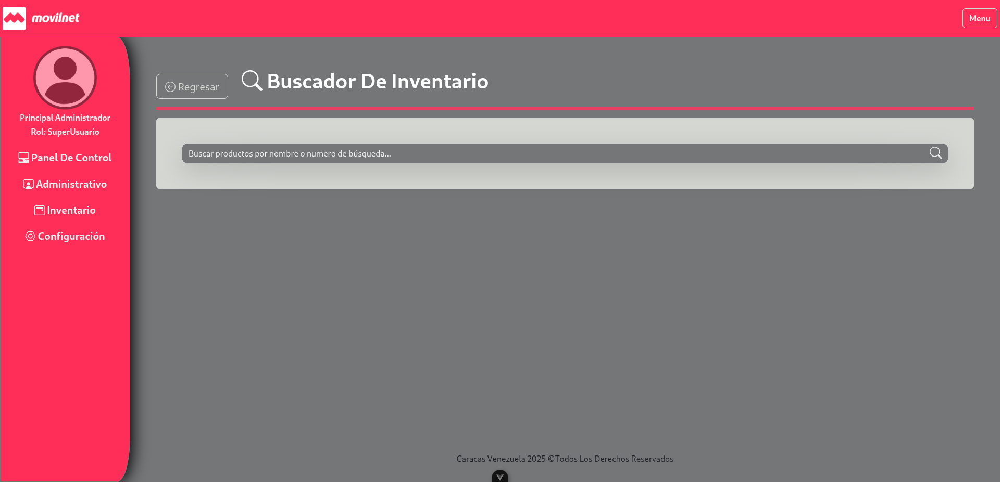 movilnet
Menu
Principal Administrador
Rol: SuperUsuario
Panel De Control
Administrativo
Inventario
Configuración
Regresar
Buscador De Inventario
Buscar productos por nombre o numero de búsqueda...
Caracas Venezuela 2025 ©Todos Los Derechos Reservados